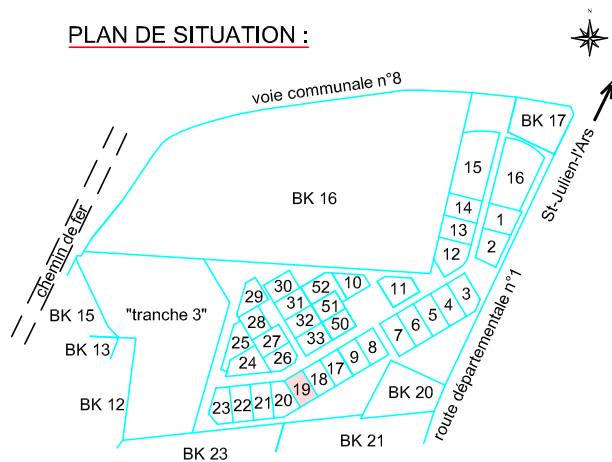 PLAN DE SITUATION :
voie communale n°8
BK 17
St-Julien-l'Ars
15
16
BK 16
14
1
13
2
12
chemin de fer
30
52
10
11
29
31
51
3
BK 15
"tranche 3"
28
32
50
4
5
25
27
33
6
7
BK 13
24
26
8
9
17
18
19
route départementale n°1
BK 20
BK 12
23
22
21
20
BK 23
BK 21